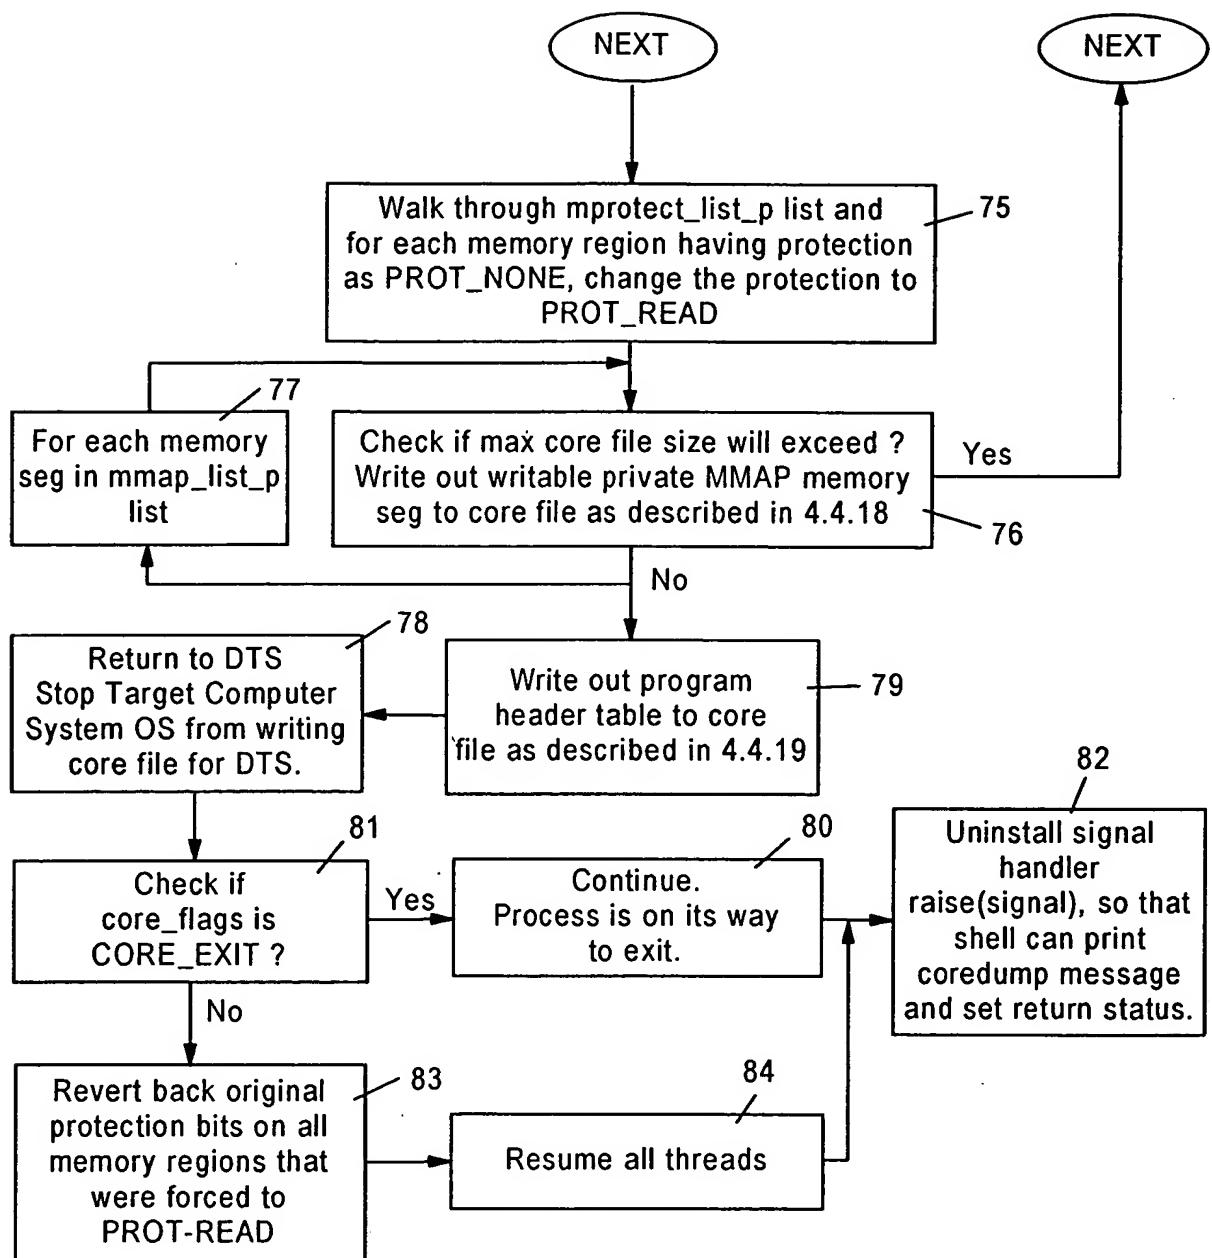 NEXT
NEXT
Walk through mprotect_list_p list and
for each memory region having protection
as PROT_NONE, change the protection to
PROT_READ
75
77
For each memory
seg in mmap_list_p
list
Check if max core file size will exceed ?
Write out writable private MMAP memory
seg to core file as described in 4.4.18
Yes
76
No
78
Return to DTS
Stop Target Computer
System OS from writing
core file for DTS.
Write out program
header table to core
file as described in 4.4.19
79
81
Check if
core_flags is
CORE_EXIT ?
Yes
80
Continue.
Process is on its way
to exit.
82
Uninstall signal
handler
raise(signal), so that
shell can print
coredump message
and set return status.
No
Revert back original
protection bits on all
memory regions that
were forced to
PROT-READ
83
84
Resume all threads